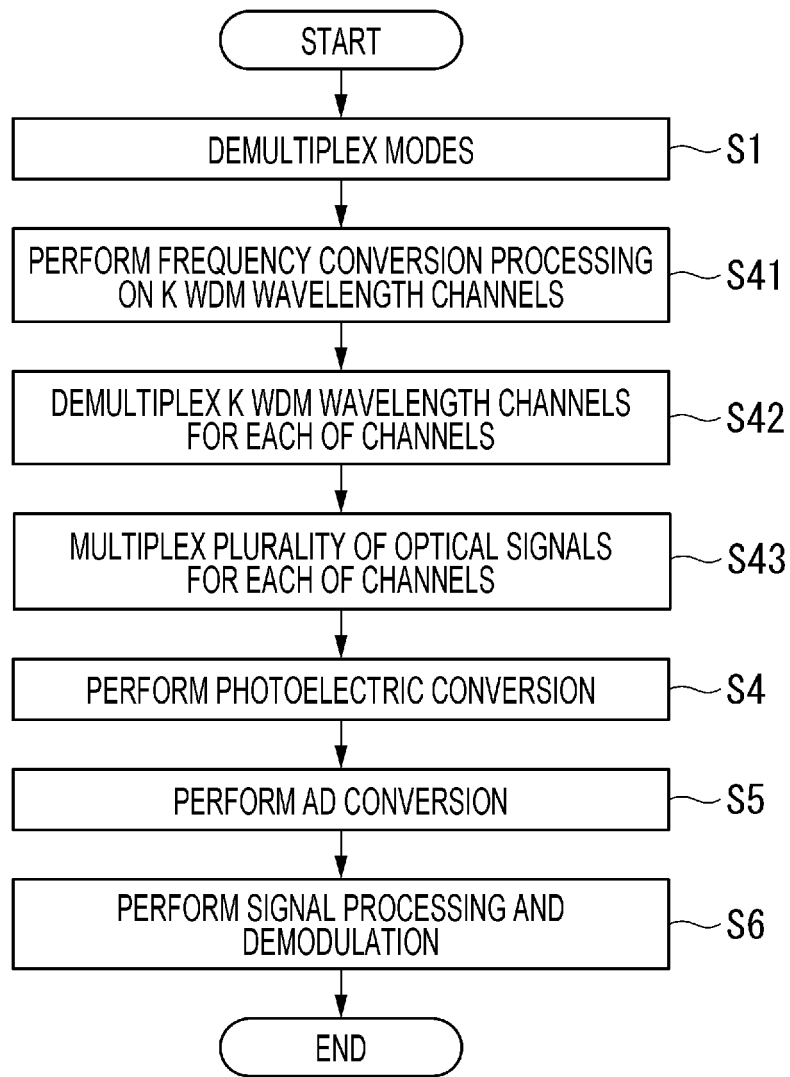 START
DEMULTIPLEX MODES
S1
PERFORM FREQUENCY CONVERSION PROCESSING
ON K WDM WAVELENGTH CHANNELS
S41
DEMULTIPLEX K WDM WAVELENGTH CHANNELS
FOR EACH OF CHANNELS
S42
MULTIPLEX PLURALITY OF OPTICAL SIGNALS
FOR EACH OF CHANNELS
S43
PERFORM PHOTOELECTRIC CONVERSION
S4
PERFORM AD CONVERSION
S5
PERFORM SIGNAL PROCESSING AND
DEMODULATION
S6
END